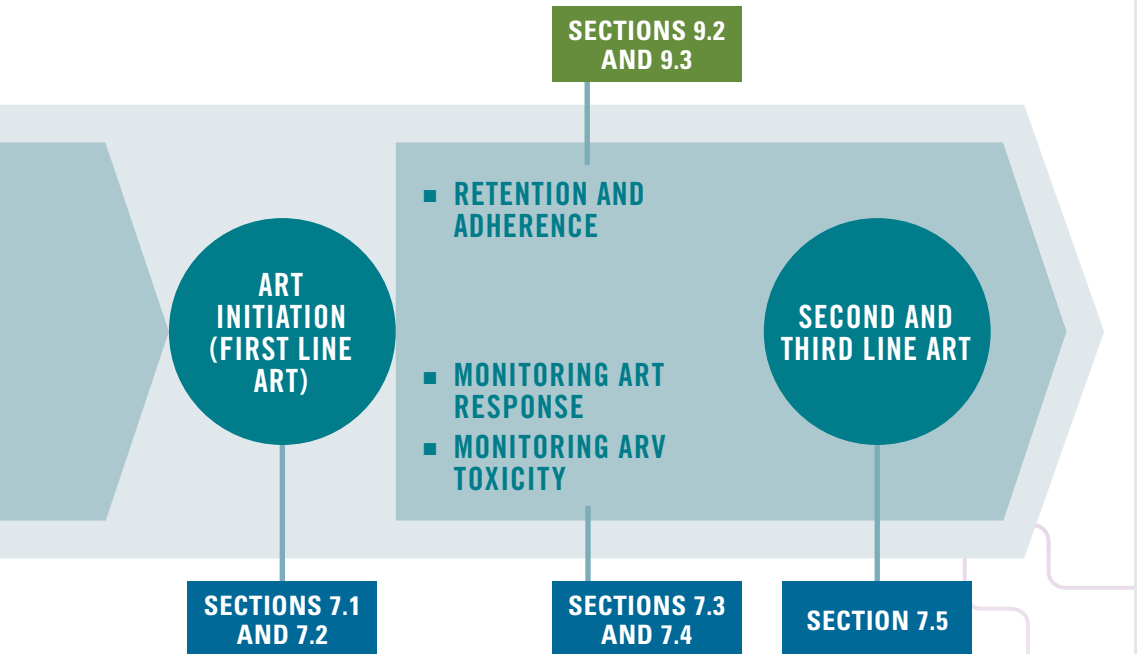 SECTIONS 9.2
AND 9.3
■ RETENTION AND
ADHERENCE
ART
INITIATION
(FIRST LINE
ART)
SECOND AND
THIRD LINE ART
■ MONITORING ART
RESPONSE
■ MONITORING ARV
TOXICITY
SECTIONS 7.1
AND 7.2
SECTIONS 7.3
AND 7.4
SECTION 7.5